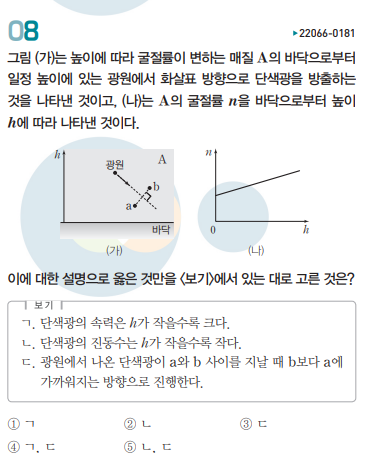 08
▶22066-0181
그림 (가)는 높이에 따라 굴절률이 변하는 매질 A의 바닥으로부터
일정 높이에 있는 광원에서 화살표 방향으로 단색광을 방출하는
것을 나타낸 것이고, (나)는 A의 굴절률 n을 바닥으로부터 높이
h에 따라 나타낸 것이다.
h
광원
A
b
a
바닥
(가)
n
0
h
(나)
이에 대한 설명으로 옳은 것만을 <보기>에서 있는 대로 고른 것은?
보기
ㄱ. 단색광의 속력은 h가 작을수록 크다.
ㄴ. 단색광의 진동수는 h가 작을수록 작다.
ㄷ. 광원에서 나온 단색광이 a와 b 사이를 지날 때 b보다 a에
가까워지는 방향으로 진행한다.
① ㄱ
② ㄴ
③ ㄷ
④ ㄱ, ㄷ
⑤ ㄴ, ㄷ